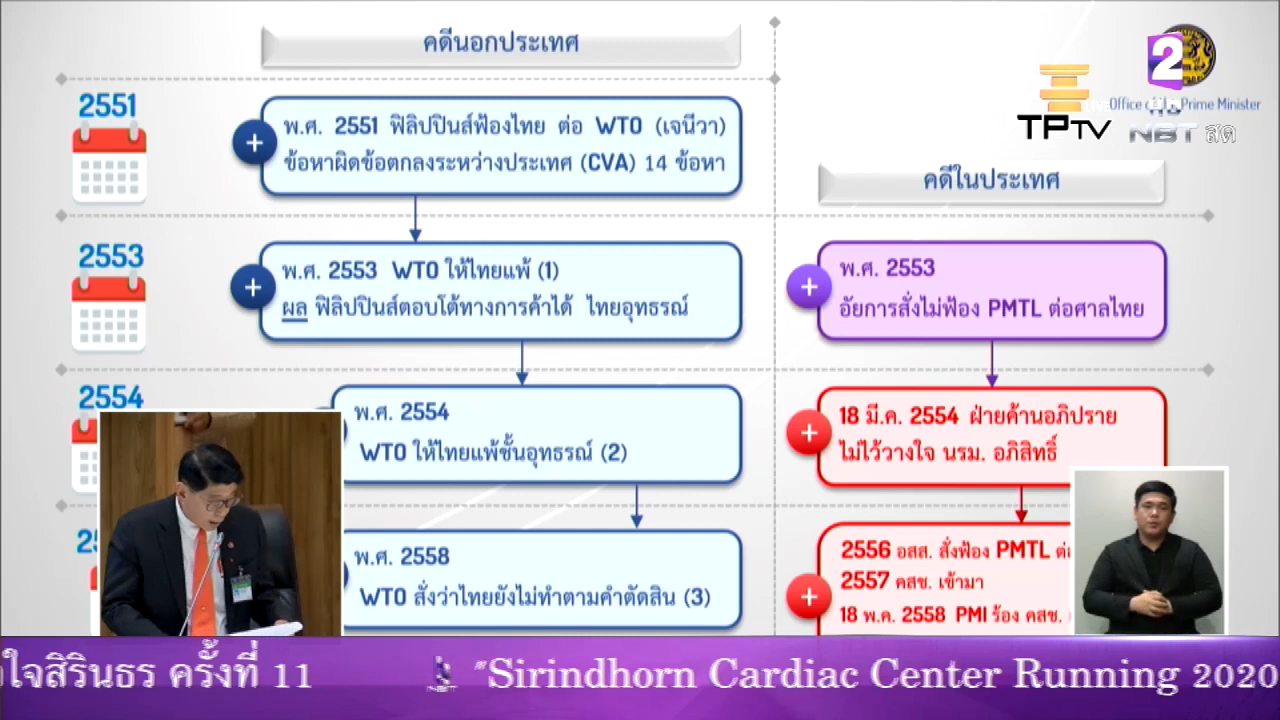 คดีนอกประเทศ
2551
พ.ศ. 2551 ฟิลิปปินส์ฟ้องไทย ต่อ WTO (เจนีวา)
ข้อหาผิดข้อตกลงระหว่างประเทศ (CVA) 14 ข้อหา
2
Office of the Prime Minister
TPTV
NBT สด
คดีในประเทศ
2553
พ.ศ. 2553 WTO ให้ไทยแพ้ (1)
ผล ฟิลิปปินส์ตอบโต้ทางการค้าได้ ไทยอุทธรณ์
พ.ศ. 2553
อัยการสั่งไม่ฟ้อง PMTL ต่อศาลไทย
2554
พ.ศ. 2554
WTO ให้ไทยแพ้ชั้นอุทธรณ์ (2)
18 มี.ค. 2554 ฝ่ายค้านอภิปราย
ไม่ไว้วางใจ นรม. อภิสิทธิ์
พ.ศ. 2558
WTO สั่งว่าไทยยังไม่ทำตามคำตัดสิน (3)
2556 อสส. สั่งฟ้อง PMTL
2557 คสช. เข้ามา
18 พ.ค. 2558 PMI ร้อง คสช.
ใจสิรินธร ครั้งที่ 11 "Sirindhorn Cardiac Center Running 2020